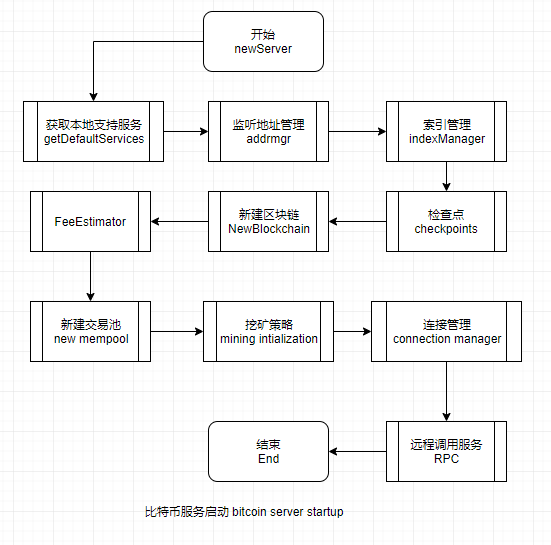 开始
newServer
获取本地支持服务
getDefaultServices
监听地址管理
addrmgr
索引管理
indexManager
检查点
checkpoints
新建区块链
NewBlockchain
FeeEstimator
新建交易池
new mempool
挖矿策略
mining intialization
连接管理
connection manager
远程调用服务
RPC
结束
End
比特币服务启动 bitcoin server startup